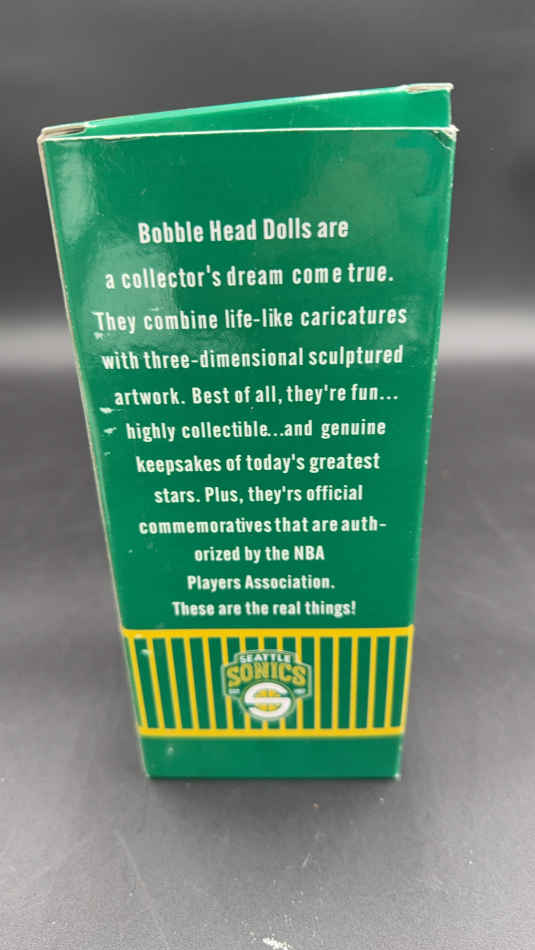 Bobble Head Dolls are
a collector's dream come true.
They combine life-like caricatures
with three-dimensional sculptured
artwork. Best of all, they're fun...
highly collectible...and genuine
keepsakes of today's greatest
stars. Plus, they'rs official
commemoratives that are auth-
orized by the NBA
Players Association.
These are the real things!
SEATTLE
SONICS